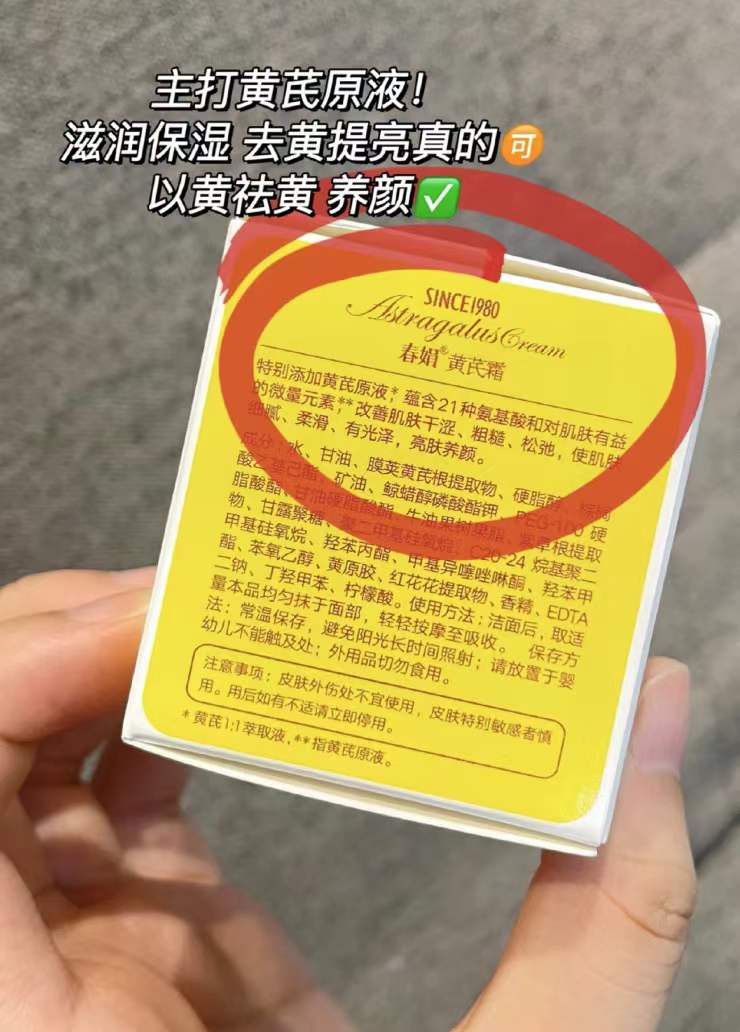 主打黄芪原液！
滋润保湿 去黄提亮真的🉑
以黄祛黄 养颜✅
SINCE1980
Astragalus Cream
春娟®黄芪霜
特别添加黄芪原液*，蕴含21种氨基酸和对肌肤有益
的微量元素，**改善肌肤干涩、粗糙、松弛，使肌肤
细腻、柔滑、有光泽，亮肤养颜。
成分：水、甘油、膜荚黄芪根提取物、硬脂醇、棕榈
酸乙基己酯、矿油、鲸蜡醇磷酸酯钾、PEG-100 硬
脂酸酯、甘油硬脂酸酯、牛油果树果脂、紫草根提取
物、甘露聚糖、聚二甲基硅氧烷、C20-24 烷基聚二
甲基硅氧烷、羟苯丙酯、甲基异噻唑啉酮、羟苯甲
酯、苯氧乙醇、黄原胶、红花花提取物、香精、EDTA
二钠、丁羟甲苯、柠檬酸。使用方法：洁面后，取适
量本品均匀抹于面部，轻轻按摩至吸收。 保存方
法：常温保存，避免阳光长时间照射；请放置于婴
幼儿不能触及处；外用品切勿食用。
注意事项：皮肤外伤处不宜使用，皮肤特别敏感者慎
用。用后如有不适请立即停用。
*黄芪1:1萃取液，**指黄芪原液。